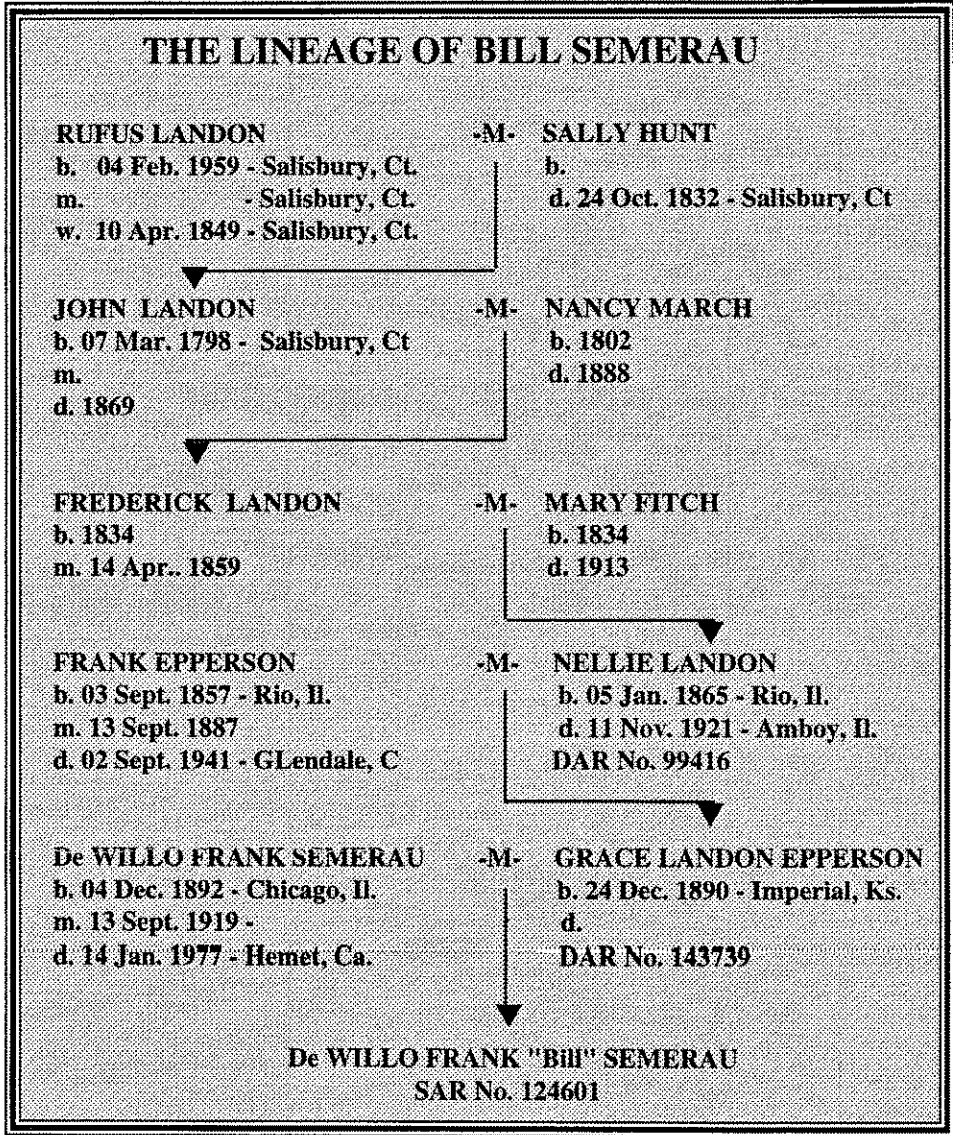 THE LINEAGE OF BILL SEMERAU
RUFUS LANDON -M- SALLY HUNT
b. 04 Feb. 1959 - Salisbury, Ct. b.
m. - Salisbury, Ct. d. 24 Oct. 1832 - Salisbury, Ct
w. 10 Apr. 1849 - Salisbury, Ct.
JOHN LANDON -M- NANCY MARCH
b. 07 Mar. 1798 - Salisbury, Ct b. 1802
m. d. 1888
d. 1869
FREDERICK LANDON -M- MARY FITCH
b. 1834 b. 1834
m. 14 Apr.. 1859 d. 1913
FRANK EPPERSON -M- NELLIE LANDON
b. 03 Sept. 1857 - Rio, Il. b. 05 Jan. 1865 - Rio, Il.
m. 13 Sept. 1887 d. 11 Nov. 1921 - Amboy, Il.
d. 02 Sept. 1941 - GLendale, C DAR No. 99416
De WILLO FRANK SEMERAU -M- GRACE LANDON EPPERSON
b. 04 Dec. 1892 - Chicago, Il. b. 24 Dec. 1890 - Imperial, Ks.
m. 13 Sept. 1919 - d.
d. 14 Jan. 1977 - Hemet, Ca. DAR No. 143739
De WILLO FRANK "Bill" SEMERAU
SAR No. 124601